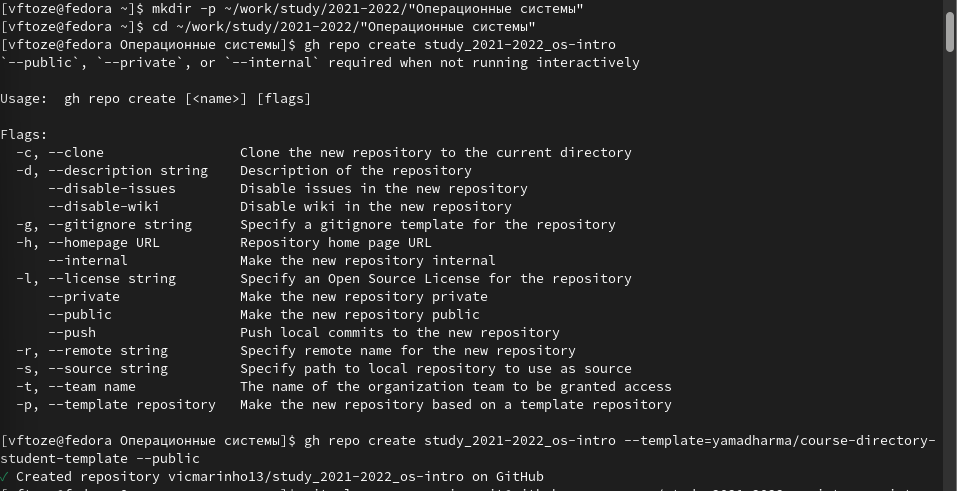 [vftoze@fedora ~]$ mkdir -p ~/work/study/2021-2022/"Операционные системы"
[vftoze@fedora ~]$ cd ~/work/study/2021-2022/"Операционные системы"
[vftoze@fedora Операционные системы]$ gh repo create study_2021-2022_os-intro
`--public`, `--private`, or `--internal` required when not running interactively

Usage:  gh repo create [<name>] [flags]

Flags:
  -c, --clone                 Clone the new repository to the current directory
  -d, --description string    Description of the repository
      --disable-issues        Disable issues in the new repository
      --disable-wiki          Disable wiki in the new repository
  -g, --gitignore string      Specify a gitignore template for the repository
  -h, --homepage URL          Repository home page URL
      --internal              Make the new repository internal
  -l, --license string        Specify an Open Source License for the repository
      --private               Make the new repository private
      --public                Make the new repository public
      --push                  Push local commits to the new repository
  -r, --remote string         Specify remote name for the new repository
  -s, --source string         Specify path to local repository to use as source
  -t, --team name             The name of the organization team to be granted access
  -p, --template repository   Make the new repository based on a template repository

[vftoze@fedora Операционные системы]$ gh repo create study_2021-2022_os-intro --template=yamadharma/course-directory-
student-template --public
✓ Created repository vicmarinho13/study_2021-2022_os-intro on GitHub